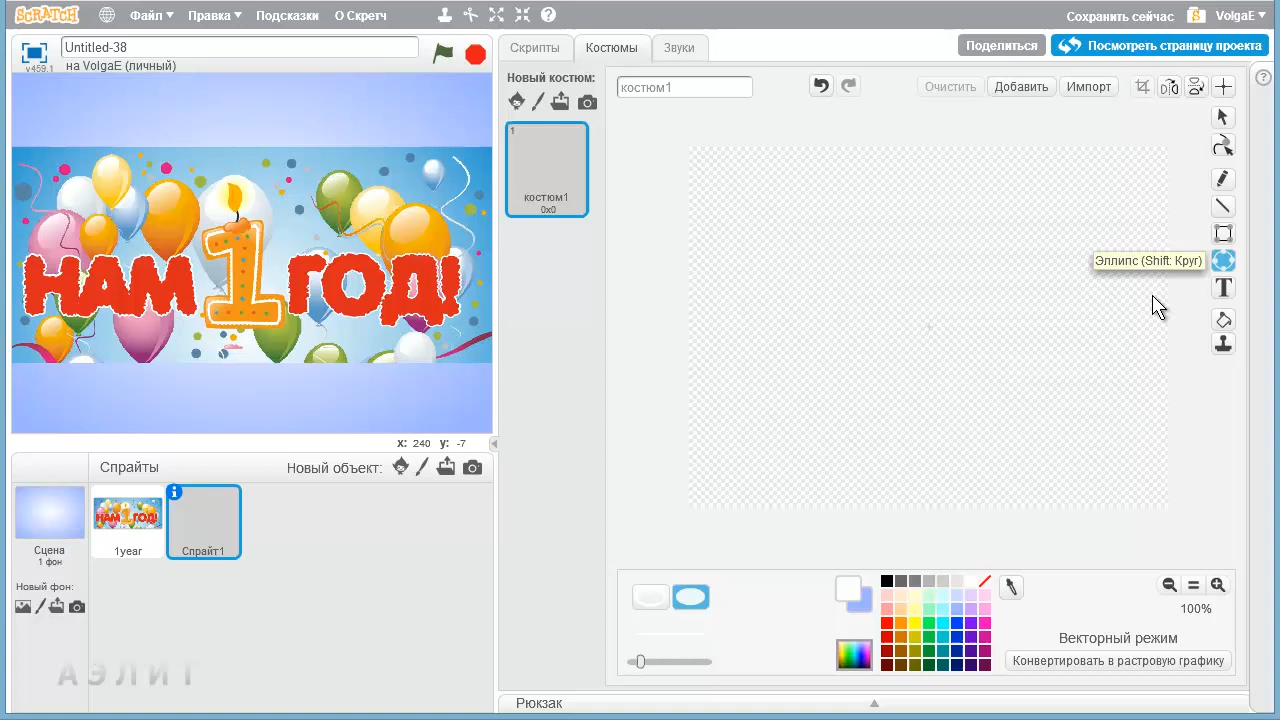 SCRATCH
Файл
Правка
Подсказки
О Скретч
Сохранить сейчас
VolgaE
Untitled-38
на VolgaE (личный)
v459.1
Скрипты
Костюмы
Звуки
Поделиться
Посмотреть страницу проекта
Новый костюм:
костюм1
Очистить
Добавить
Импорт
1
костюм1
0x0
НАМ 1 ГОД!
Эллипс (Shift: Круг)
T
x: 240 y: -7
Спрайты
Новый объект:
Сцена
1 фон
Новый фон:
НАМ 1 ГОД!
1year
Спрайт1
АЭЛИТ
100%
Векторный режим
Конвертировать в растровую графику
Рюкзак